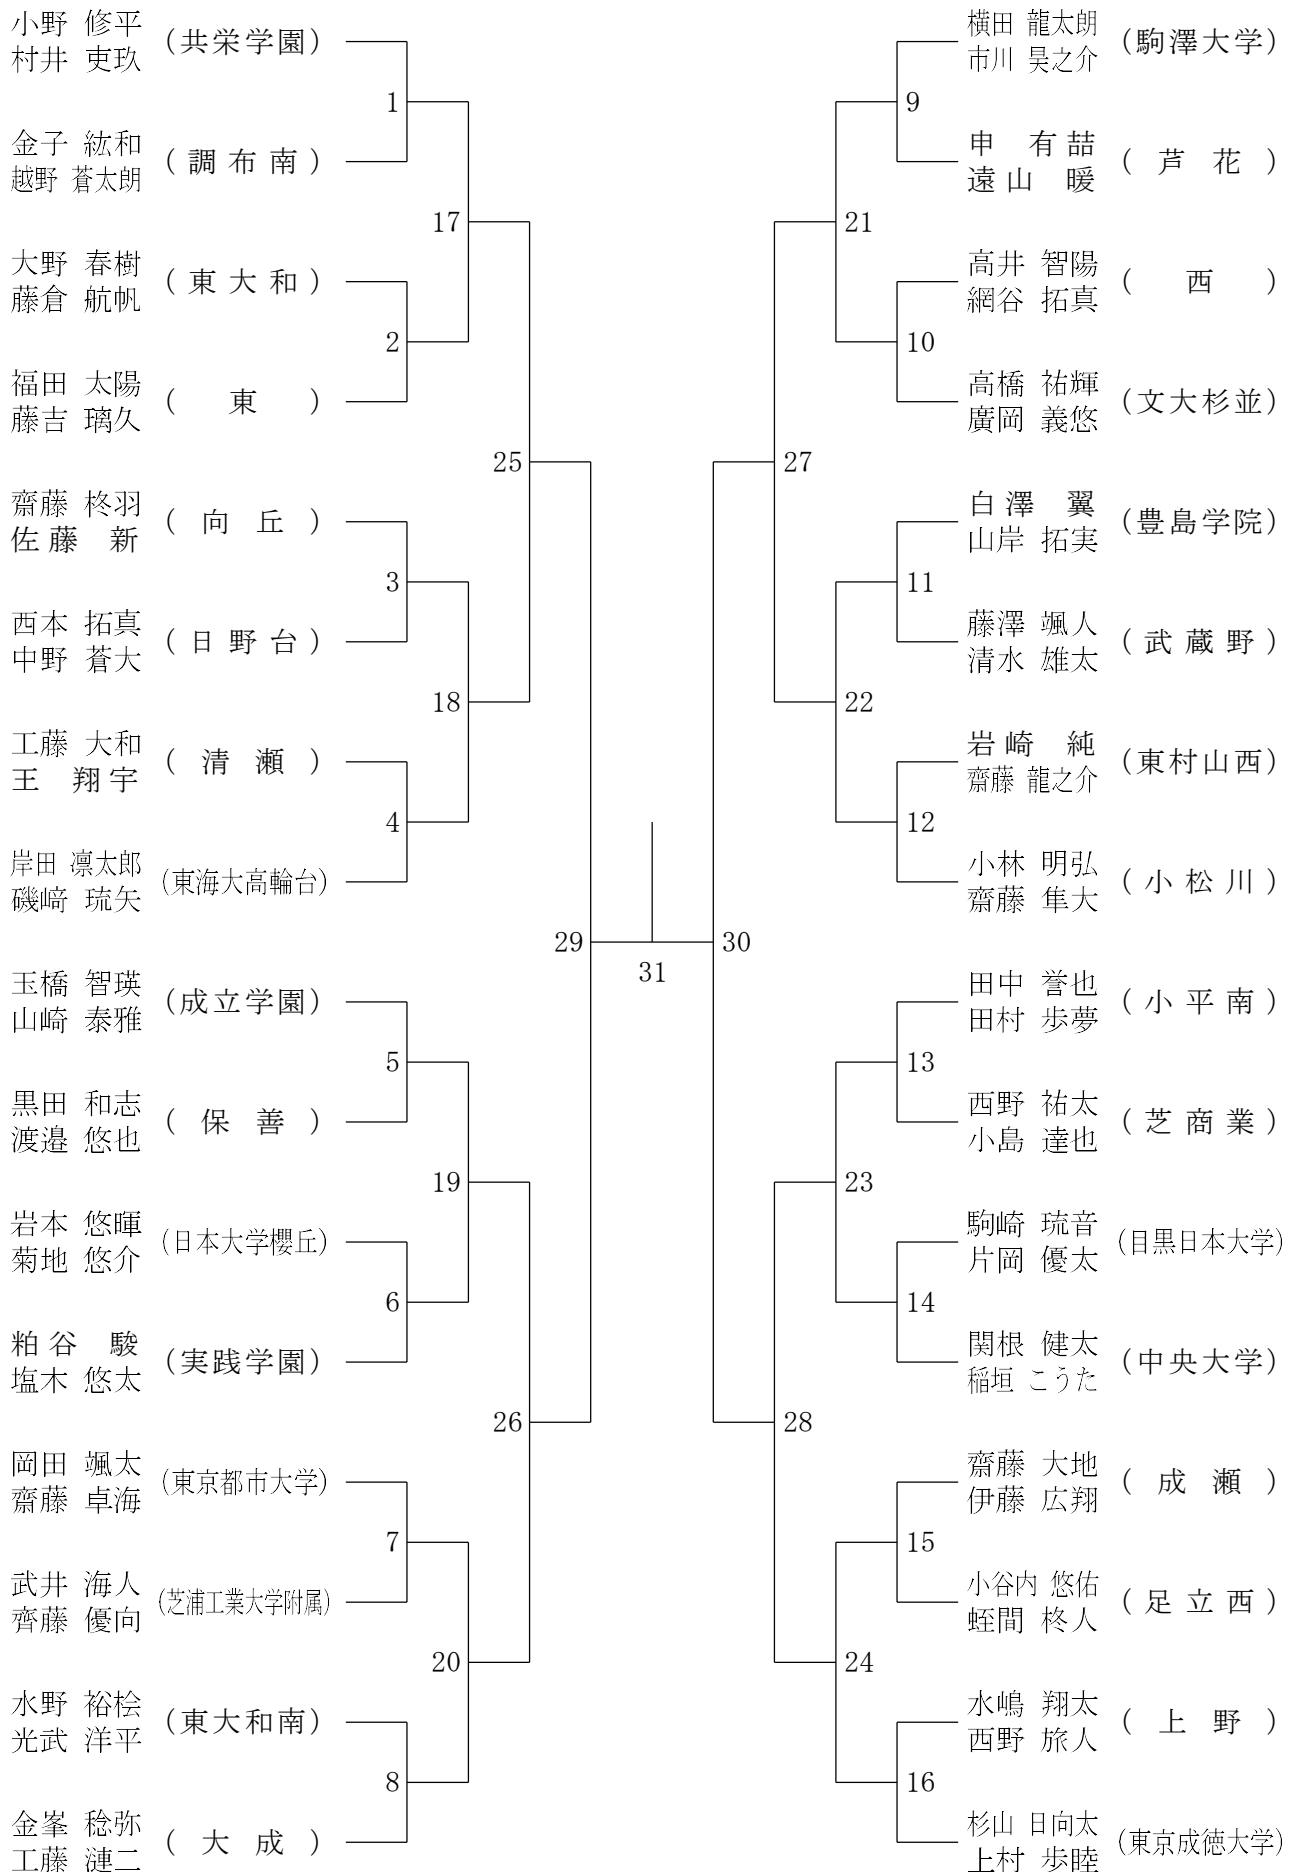 小野 修平
村井 吏玖
(共栄学園)
1
金子 紘和
越野 蒼太朗
(調布南)
17
大野 春樹
藤倉 航帆
(東大和)
2
福田 太陽
藤吉 璃久
(東)
25
齋藤 柊羽
佐藤 新
(向丘)
3
西本 拓真
中野 蒼大
(日野台)
18
工藤 大和
王 翔宇
(清瀬)
4
岸田 凛太郎
磯﨑 琉矢
(東海大高輪台)
29
玉橋 智瑛
山崎 泰雅
(成立学園)
5
黒田 和志
渡邉 悠也
(保善)
19
岩本 悠暉
菊地 悠介
(日本大学櫻丘)
6
粕谷 駿
塩木 悠太
(実践学園)
26
岡田 颯太
齋藤 卓海
(東京都市大学)
7
武井 海人
齊藤 優向
(芝浦工業大学附属)
20
水野 裕桧
光武 洋平
(東大和南)
8
金峯 稔弥
工藤 漣二
(大成)
31
横田 龍太朗
市川 昊之介
(駒澤大学)
9
申 有喆
遠山 暖
(芦花)
21
高井 智陽
網谷 拓真
(西)
10
高橋 祐輝
廣岡 義悠
(文大杉並)
27
白澤 翼
山岸 拓実
(豊島学院)
11
藤澤 颯人
清水 雄太
(武蔵野)
22
岩崎 純
齋藤 龍之介
(東村山西)
12
小林 明弘
齋藤 隼大
(小松川)
30
田中 誉也
田村 歩夢
(小平南)
13
西野 祐太
小島 達也
(芝商業)
23
駒崎 琉音
片岡 優太
(目黒日本大学)
14
関根 健太
稲垣 こうた
(中央大学)
28
齋藤 大地
伊藤 広翔
(成瀬)
15
小谷内 悠佑
蛭間 柊人
(足立西)
24
水嶋 翔太
西野 旅人
(上野)
16
杉山 日向太
上村 歩睦
(東京成徳大学)